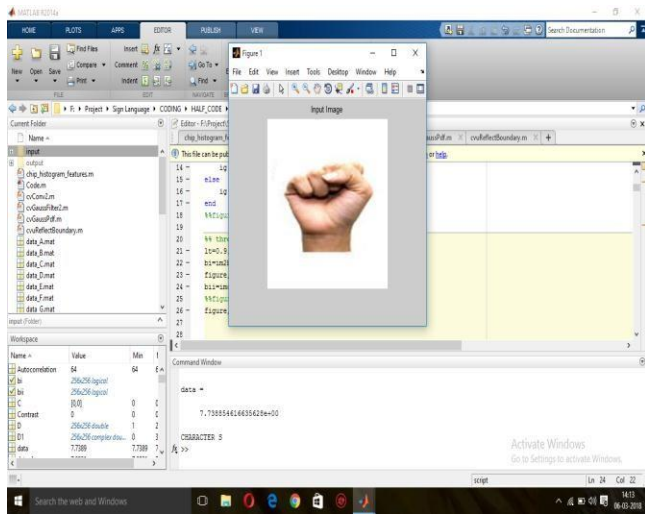 MATLAB R2014a
HOME PLOTS APPS EDITOR PUBLISH VIEW
Search Documentation
New Open Save
Find Files
Compare
Print
Insert
Comment
Indent
Go To
Find
FILE EDIT NAVIGATE
F: Project Sign Language CODING HALF_CODE
Current Folder
Name
input
output
chip_histogram_features.m
Code.m
cvConv2.m
cvGaussFilter2.m
cvGaussPdf.m
cvuReflectBoundary.m
data_A.mat
data_B.mat
data_C.mat
data_D.mat
data_E.mat
data_F.mat
data_G.mat
input (Folder)
Workspace
Name Value Min
Autocorrelation 64 64
bi 256x256 logical
bii 256x256 logical
C [0,0] 0
Contrast 0 0
D 256x256 double 1
D1 256x256 complex dou... 0
data 7.7389 7.7389
Editor - F:\Project\S
chip_histogram_f
aussPdf.m cvuReflectBoundary.m
This file can be pub
or help.
14 - ig
15 - else
16 - ig
17 - end
18 %%figu
19
20 %% thre
21 - lt=0.9
22 - bi=im2b
23 - figure,
24 - bii=im
25 %%figu
26 - figure,
27
28
Figure 1
File Edit View Insert Tools Desktop Window Help
Input Image
Command Window
data =
7.738854616635628e+00
CHARACTER S
fx >>
Activate Windows
Go to Settings to activate Windows.
script Ln 24 Col 22
Search the web and Windows
14:13
06-03-2018